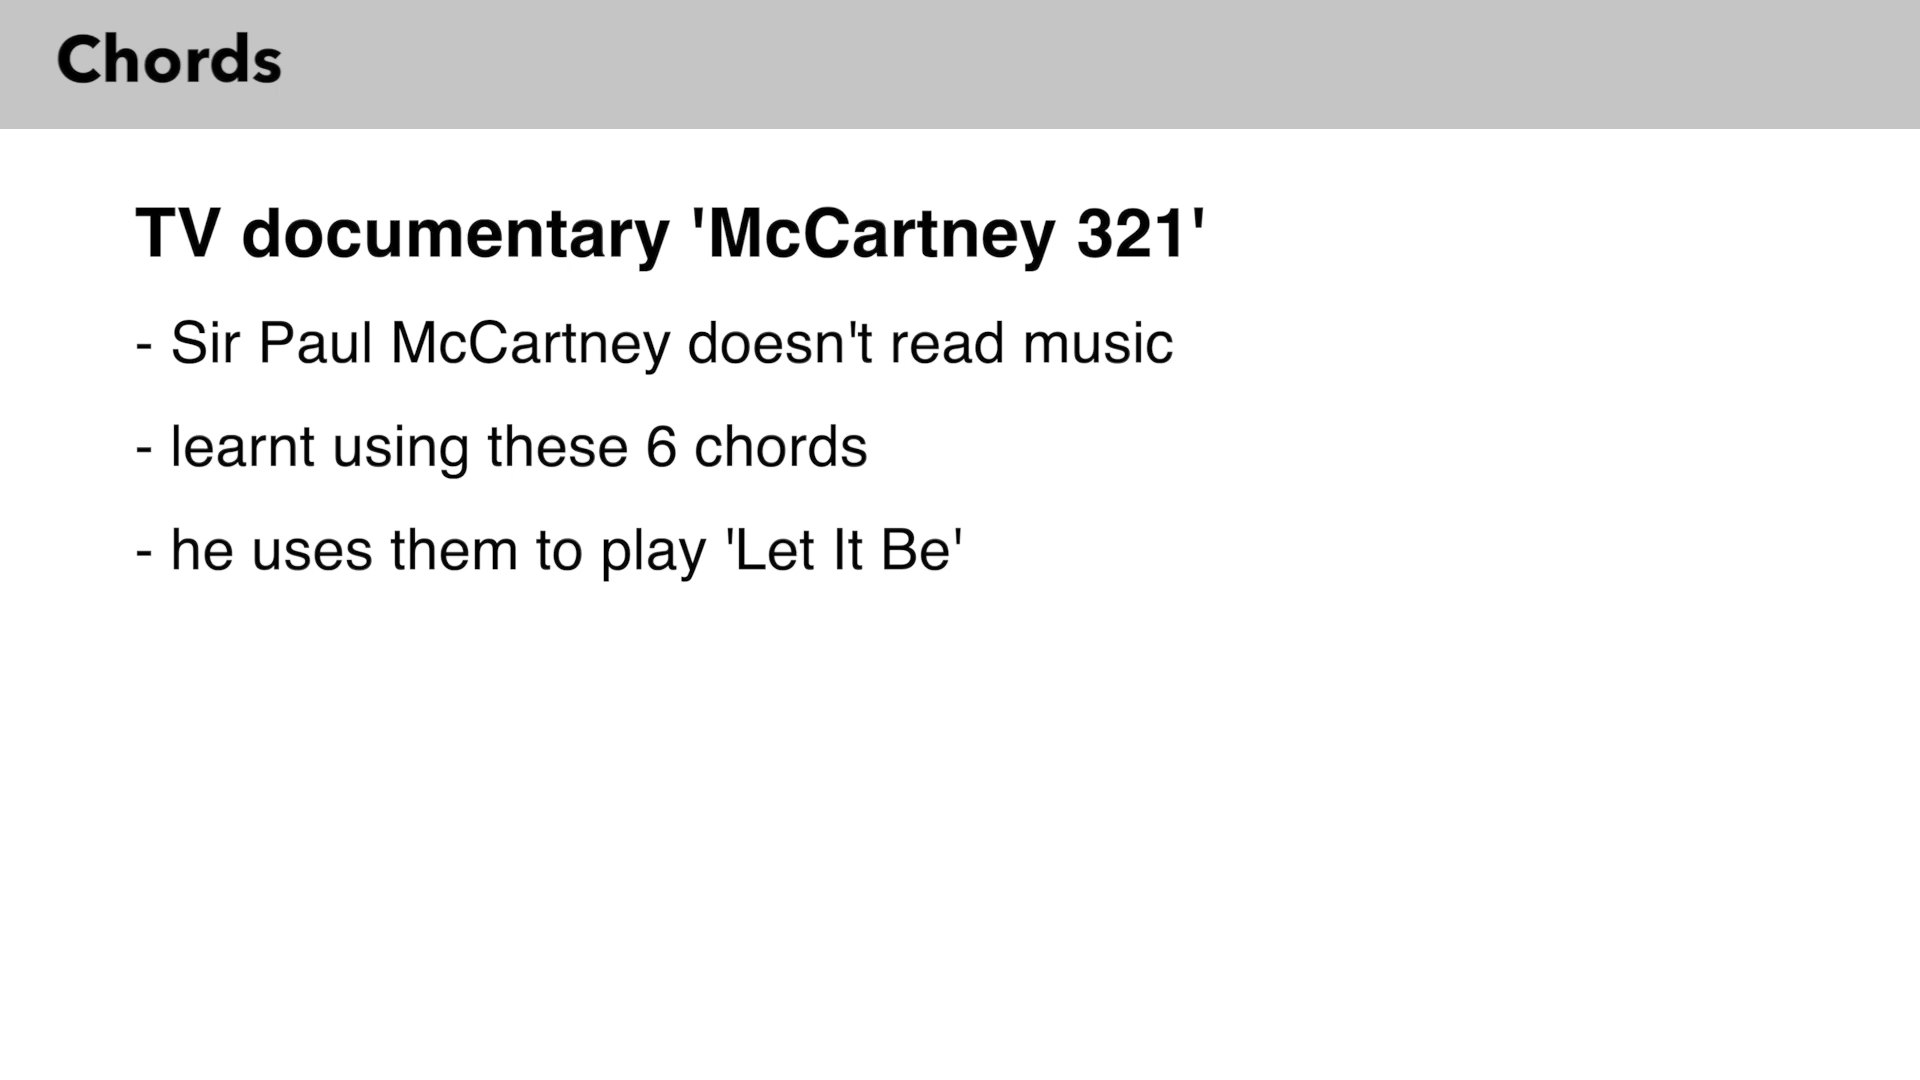 Chords
TV documentary 'McCartney 321'
- Sir Paul McCartney doesn't read music
- learnt using these 6 chords
- he uses them to play 'Let It Be'